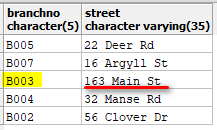 branchno street
character(5) character varying(35)
B005 22 Deer Rd
B007 16 Argyll St
B003 163 Main St
B004 32 Manse Rd
B002 56 Clover Dr